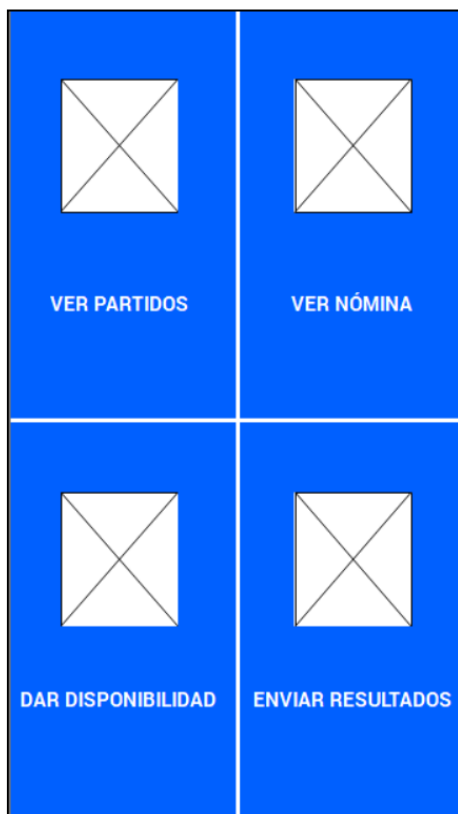 VER PARTIDOS
VER NÓMINA
DAR DISPONIBILIDAD
ENVIAR RESULTADOS